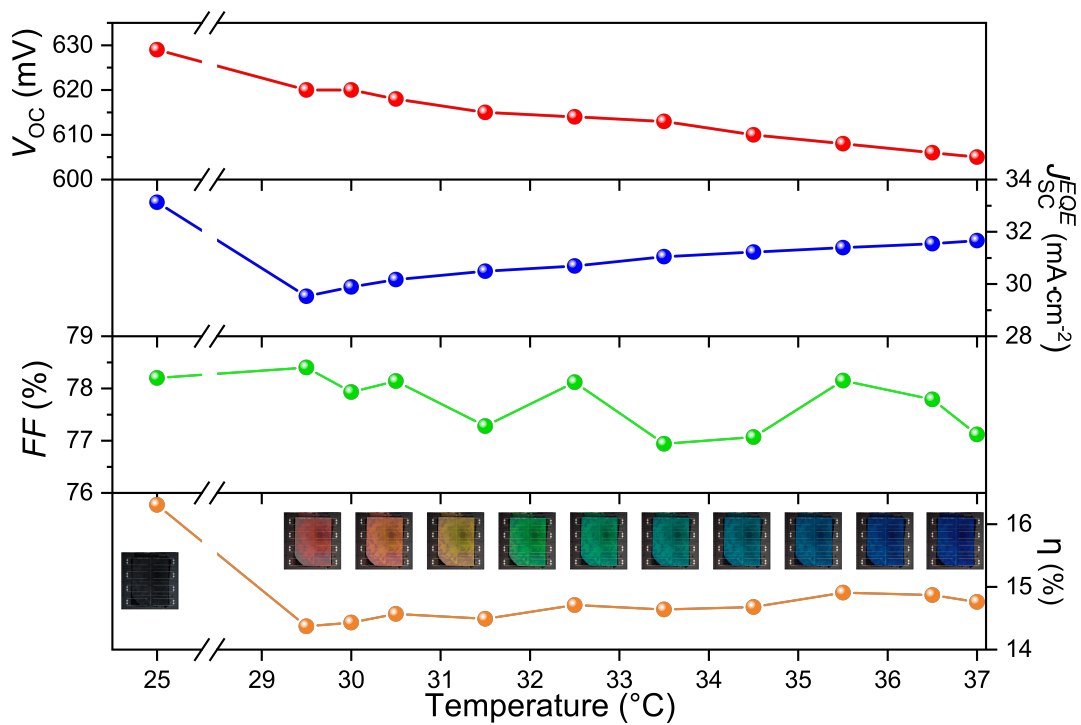 V_OC (mV)
630
620
610
600
J_SC^EQE (mA·cm⁻²)
34
32
30
28
FF (%)
79
78
77
76
η (%)
16
15
14
25 29 30 31 32 33 34 35 36 37
Temperature (°C)